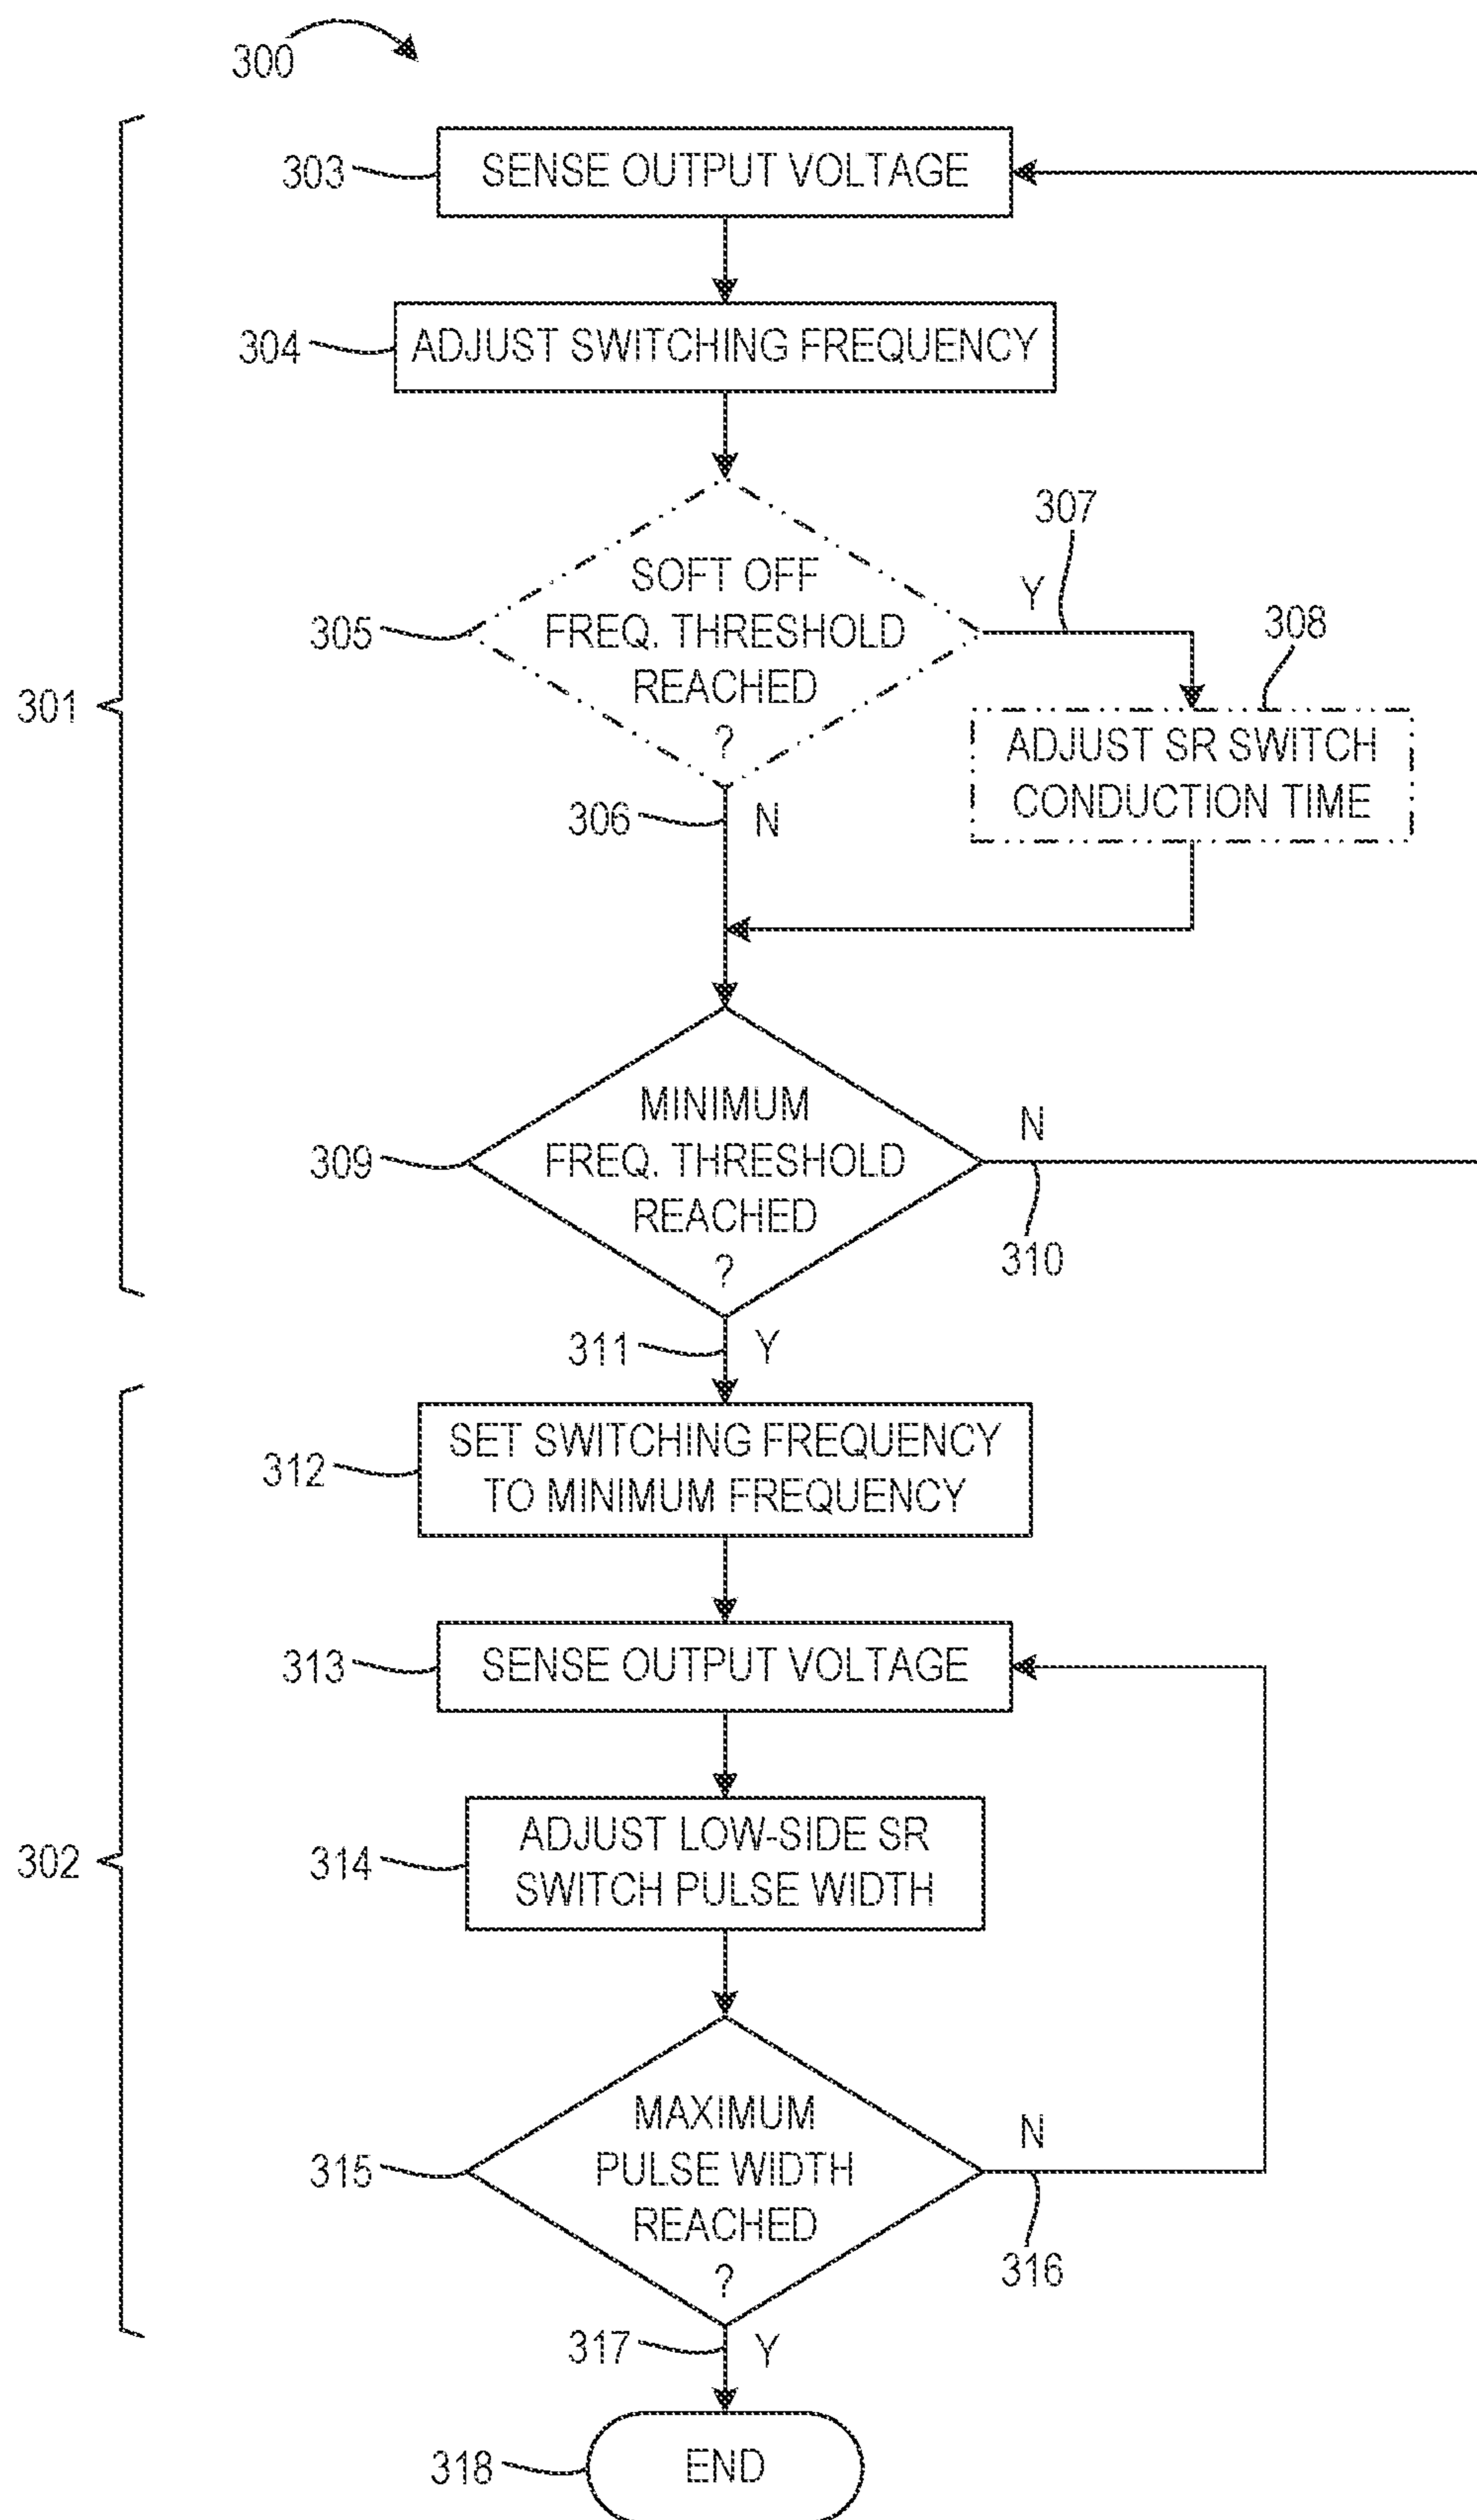 300
303
SENSE OUTPUT VOLTAGE
304
ADJUST SWITCHING FREQUENCY
305
SOFT OFF
FREQ. THRESHOLD
REACHED
?
Y
307
308
ADJUST SR SWITCH
CONDUCTION TIME
306
N
301
309
MINIMUM
FREQ. THRESHOLD
REACHED
?
N
310
311
Y
312
SET SWITCHING FREQUENCY
TO MINIMUM FREQUENCY
313
SENSE OUTPUT VOLTAGE
302
314
ADJUST LOW-SIDE SR
SWITCH PULSE WIDTH
315
MAXIMUM
PULSE WIDTH
REACHED
?
N
316
317
Y
318
END